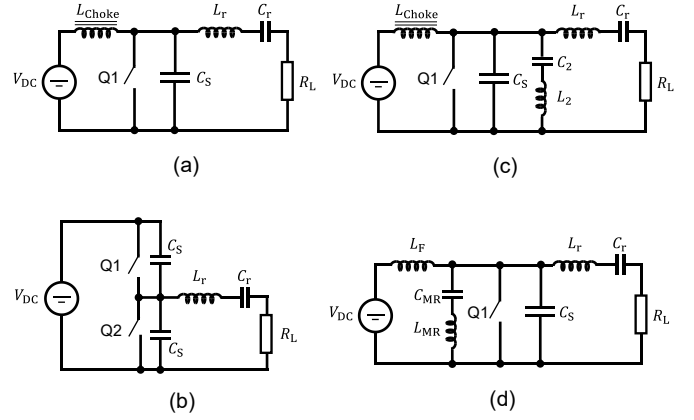 L_Choke
L_r
C_r
V_DC
Q1
C_S
R_L
(a)
L_Choke
L_r
C_r
V_DC
Q1
C_S
C_2
L_2
R_L
(c)
V_DC
Q1
C_S
L_r
C_r
Q2
C_S
R_L
(b)
L_F
L_r
C_r
V_DC
C_MR
L_MR
Q1
C_S
R_L
(d)